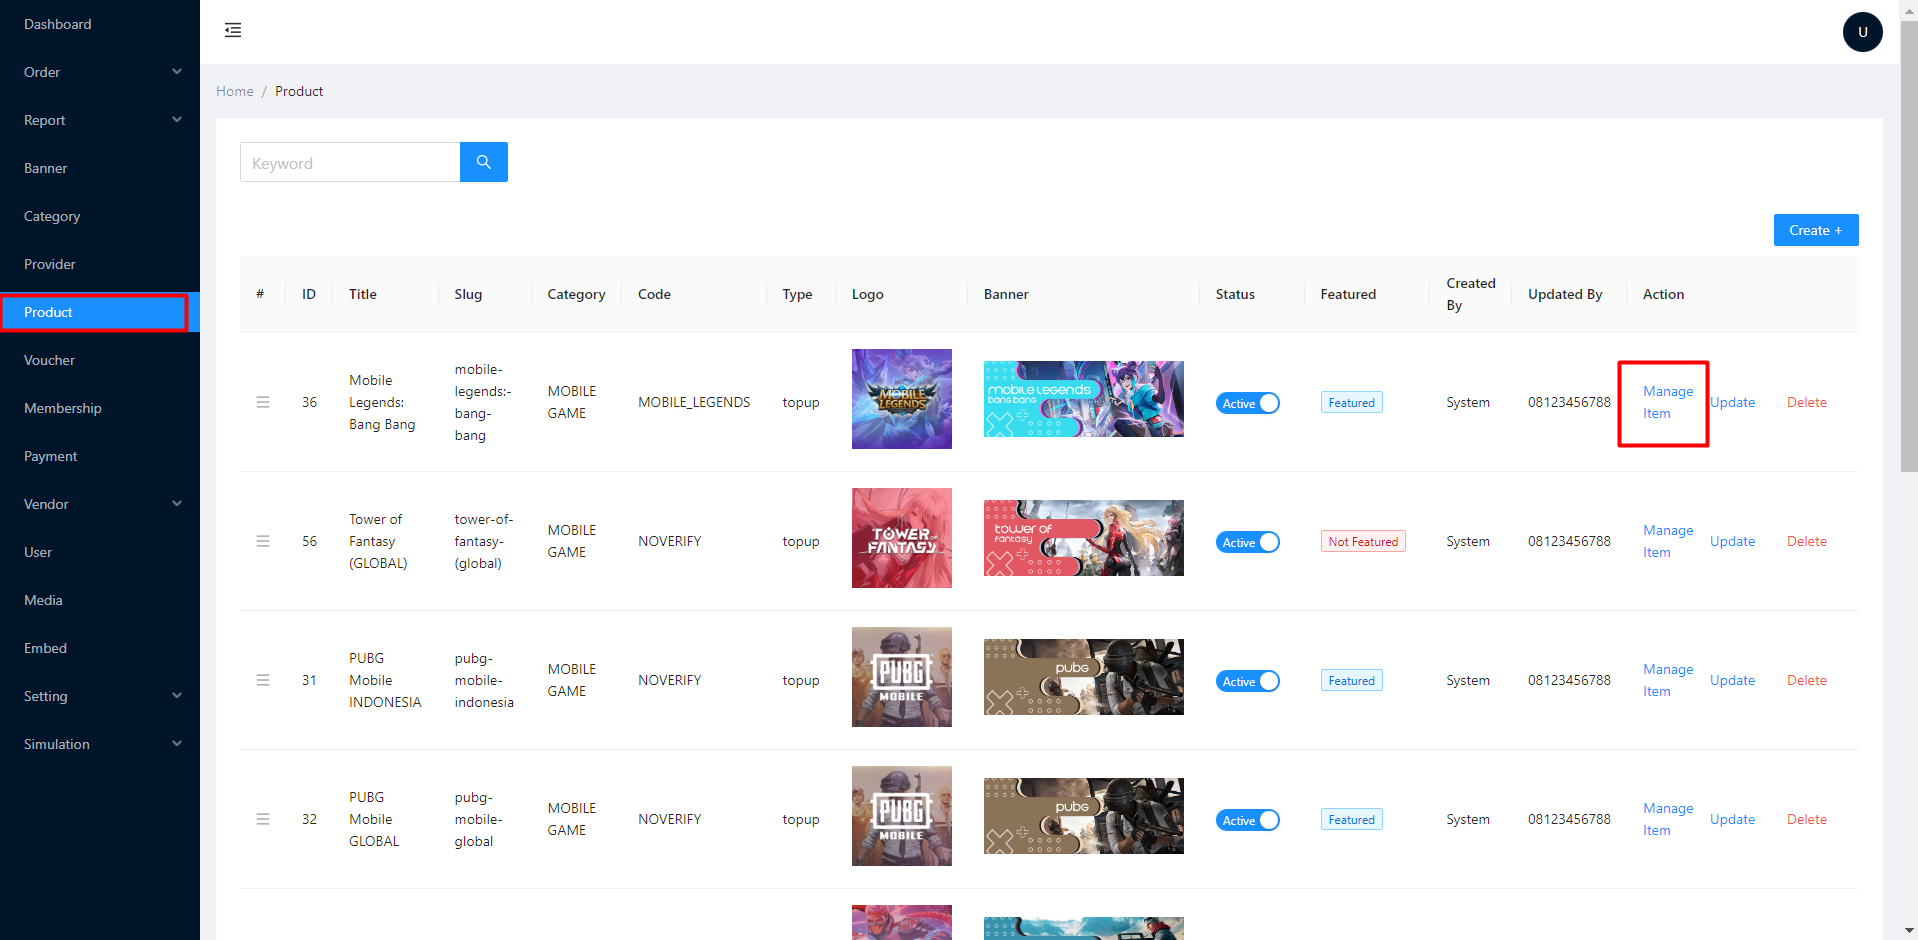 Dashboard
Order
Report
Banner
Category
Provider
Product
Voucher
Membership
Payment
Vendor
User
Media
Embed
Setting
Simulation
U
Home / Product
Keyword
Create +
# ID Title Slug Category Code Type Logo Banner Status Featured Created By Updated By Action
36
Mobile
Legends:
Bang Bang
mobile-
legends:-
bang-
bang
MOBILE
GAME
MOBILE_LEGENDS
topup
MOBILE
LEGENDS
mobile legends
bang bang
Active
Featured
System
08123456788
Manage
Item
Update
Delete
56
Tower of
Fantasy
(GLOBAL)
tower-of-
fantasy-
(global)
MOBILE
GAME
NOVERIFY
topup
TOWER OF
FANTASY
tower of
fantasy
Active
Not Featured
System
08123456788
Manage
Item
Update
Delete
31
PUBG
Mobile
INDONESIA
pubg-
mobile-
indonesia
MOBILE
GAME
NOVERIFY
topup
PUBG
MOBILE
pubg
Active
Featured
System
08123456788
Manage
Item
Update
Delete
32
PUBG
Mobile
GLOBAL
pubg-
mobile-
global
MOBILE
GAME
NOVERIFY
topup
PUBG
MOBILE
pubg
Active
Featured
System
08123456788
Manage
Item
Update
Delete